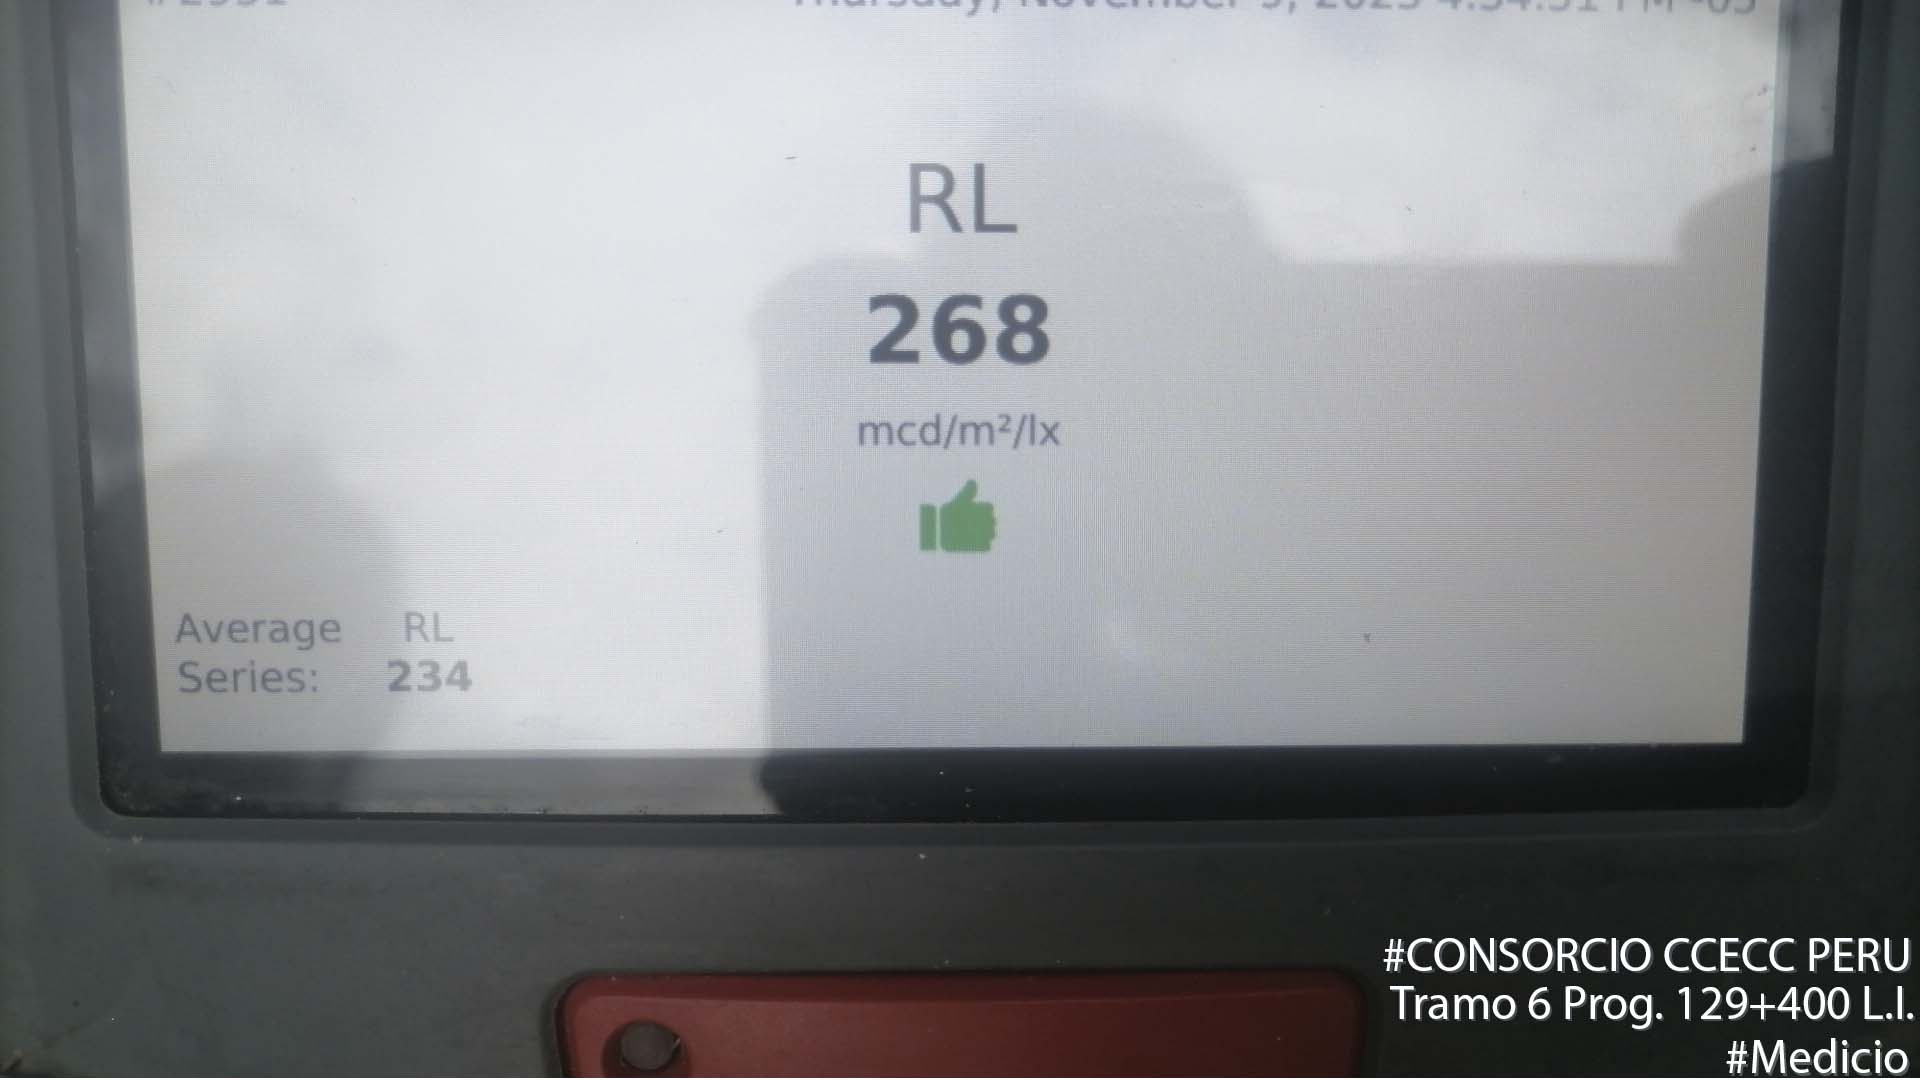 RL
268
mcd/m²/lx
Average RL
Series: 234
#CONSORCIO CCECC PERU
Tramo 6 Prog. 129+400 L.I.
#Medicio